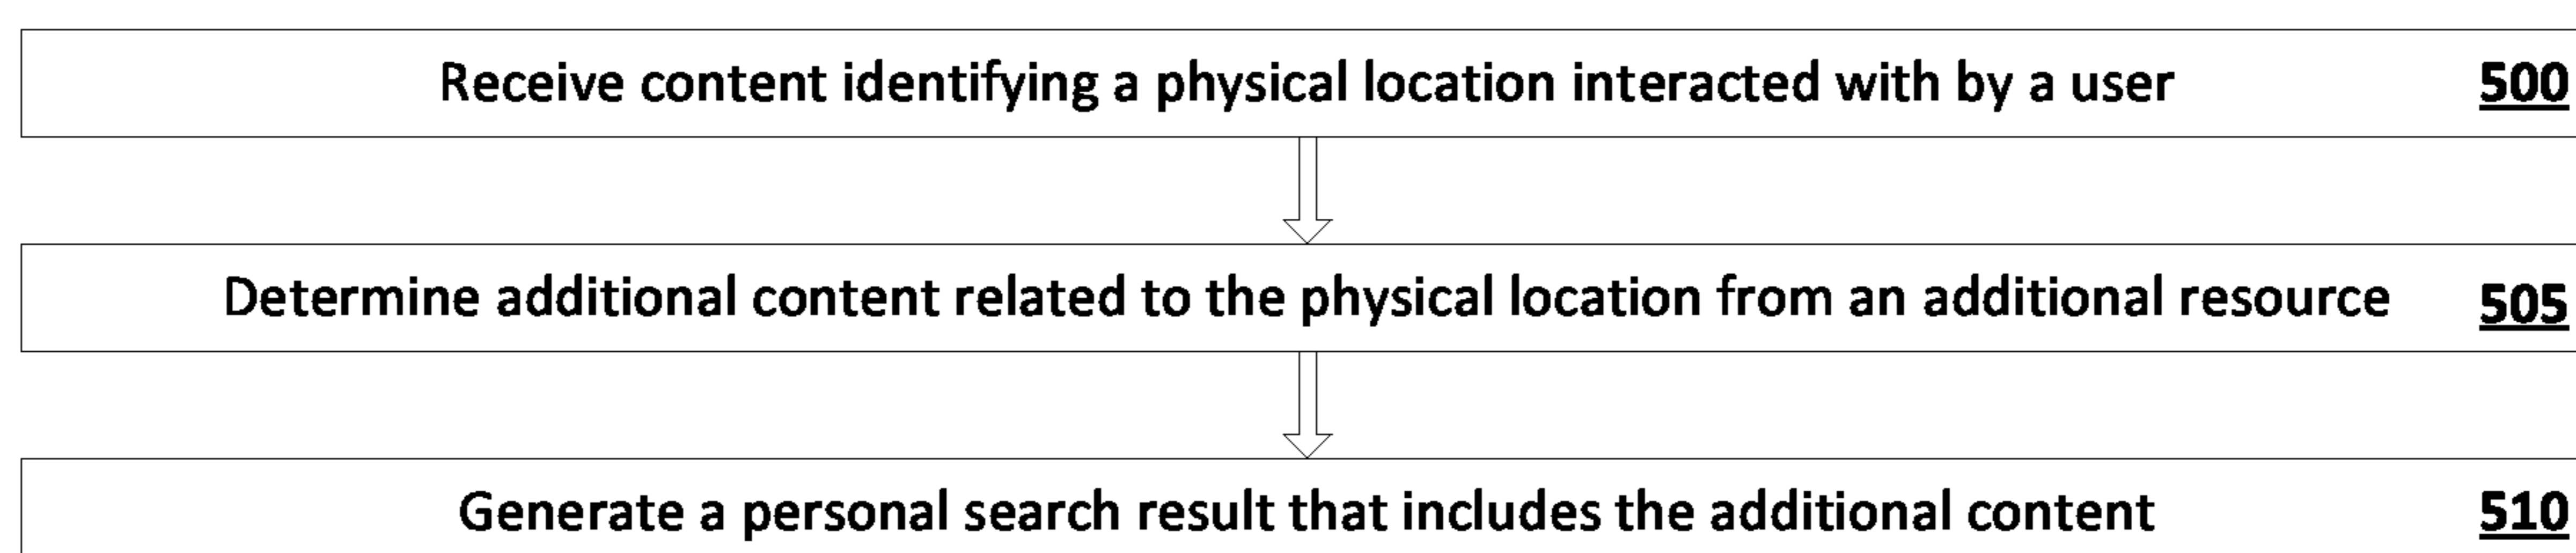 Receive content identifying a physical location interacted with by a user 500
Determine additional content related to the physical location from an additional resource 505
Generate a personal search result that includes the additional content 510